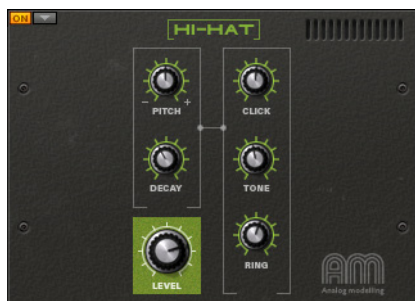 ON
HI-HAT
- +
PITCH
CLICK
DECAY
TONE
LEVEL
RING
AM
Analog modelling